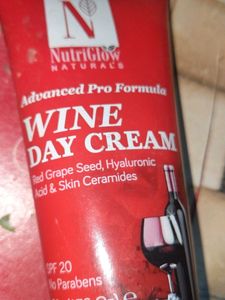 NutriGlow
NATURALS
Advanced Pro Formula
WINE
DAY CREAM
Red Grape Seed, Hyaluronic
Acid & Skin Ceramides
SPF 20
No Parabens